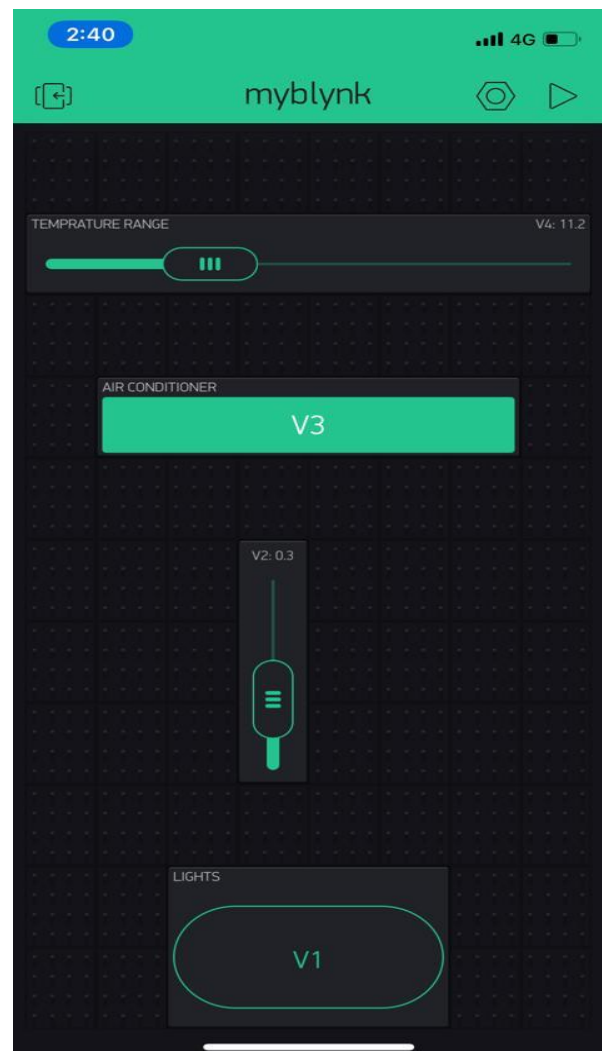 2:40
4G
myblynk
TEMPRATURE RANGE
V4: 11.2
AIR CONDITIONER
V3
V2: 0.3
LIGHTS
V1